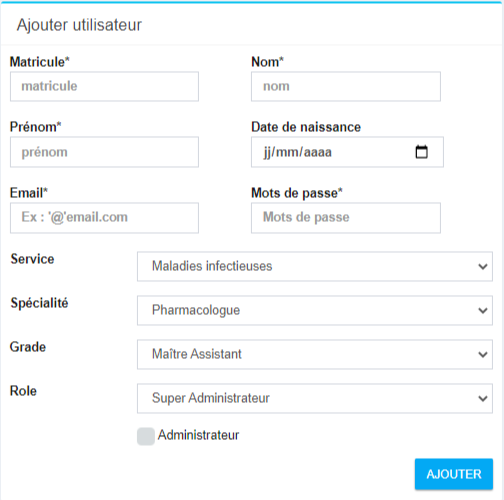 Ajouter utilisateur
Matricule* Nom*
matricule nom
Prénom* Date de naissance
prénom jj/mm/aaaa
Email* Mots de passe*
Ex : '@'email.com Mots de passe
Service Maladies infectieuses
Spécialité Pharmacologue
Grade Maître Assistant
Role Super Administrateur
Administrateur
AJOUTER